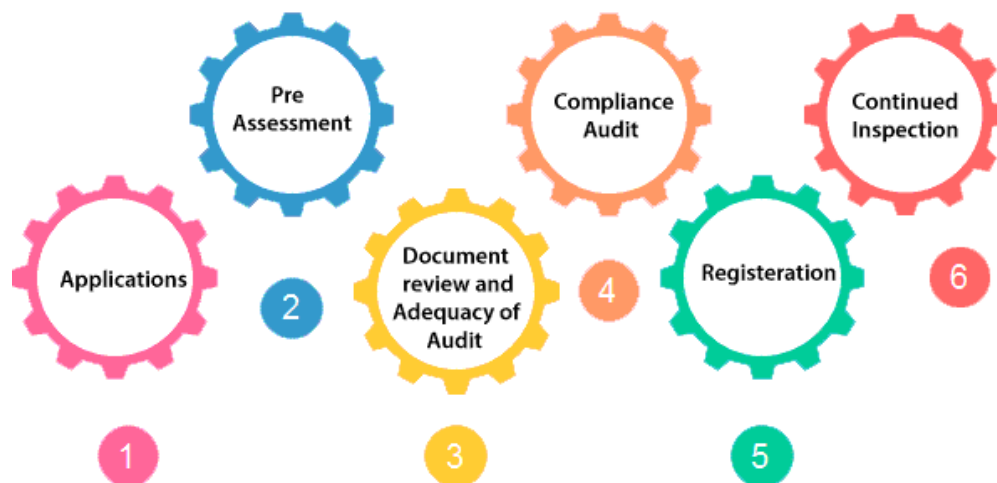 Applications
1
Pre
Assessment
2
Document
review and
Adequacy of
Audit
3
Compliance
Audit
4
Registeration
5
Continued
Inspection
6